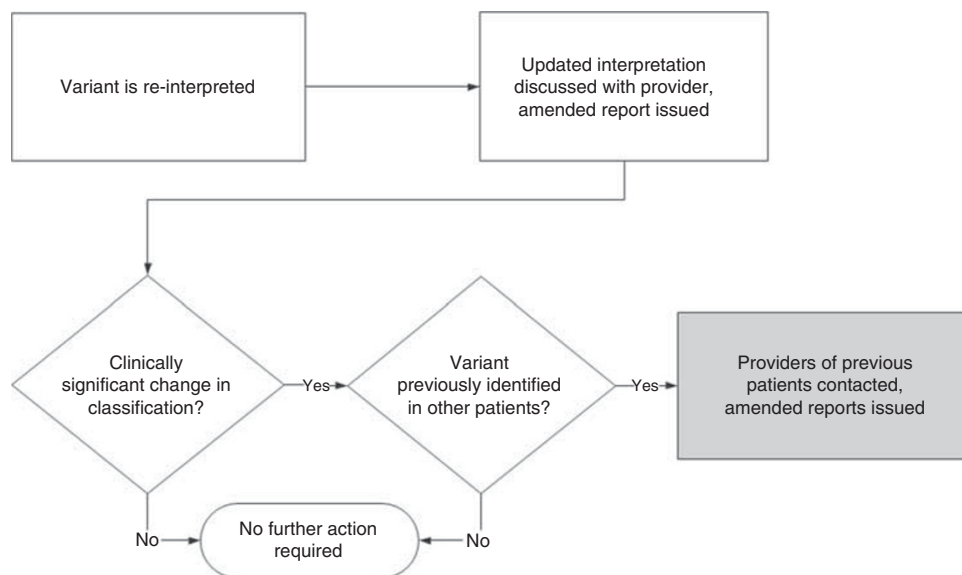 Variant is re-interpreted
Updated interpretation
discussed with provider,
amended report issued
Clinically
significant change in
classification?
Yes
Variant
previously identified
in other patients?
Yes
Providers of previous
patients contacted,
amended reports issued
No
No further action
required
No